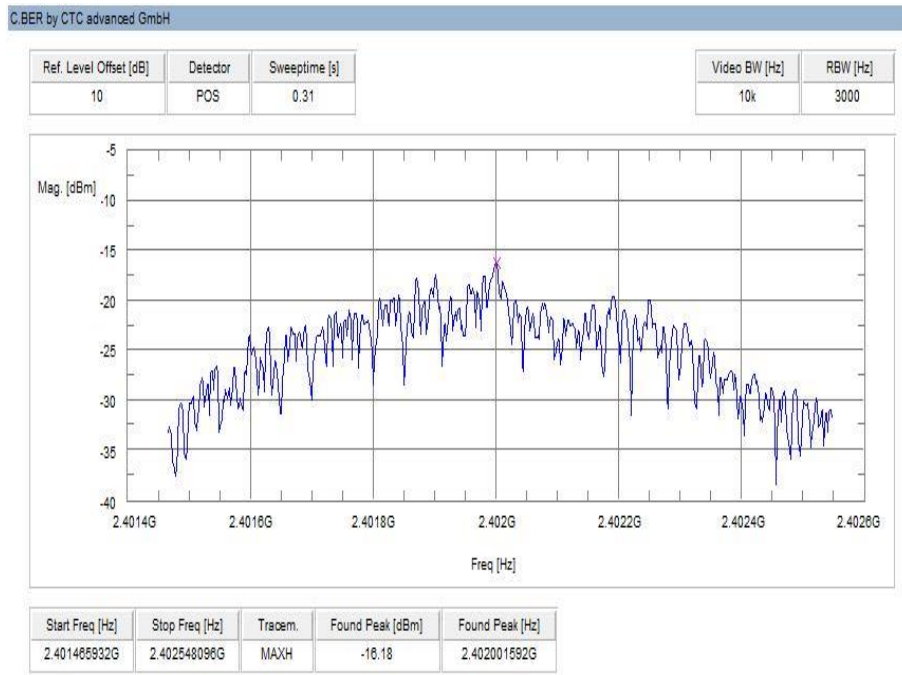 C.BER by CTC advanced GmbH
Ref. Level Offset [dB] Detector Sweeptime [s] Video BW [Hz] RBW [Hz]
10 POS 0.31 10k 3000
-5
Mag. [dBm]
-10
-15
-20
-25
-30
-35
-40
2.4014G 2.4016G 2.4018G 2.402G 2.4022G 2.4024G 2.4026G
Freq [Hz]
Start Freq [Hz] Stop Freq [Hz] Tracem. Found Peak [dBm] Found Peak [Hz]
2.401465932G 2.402548096G MAXH -16.18 2.402001592G